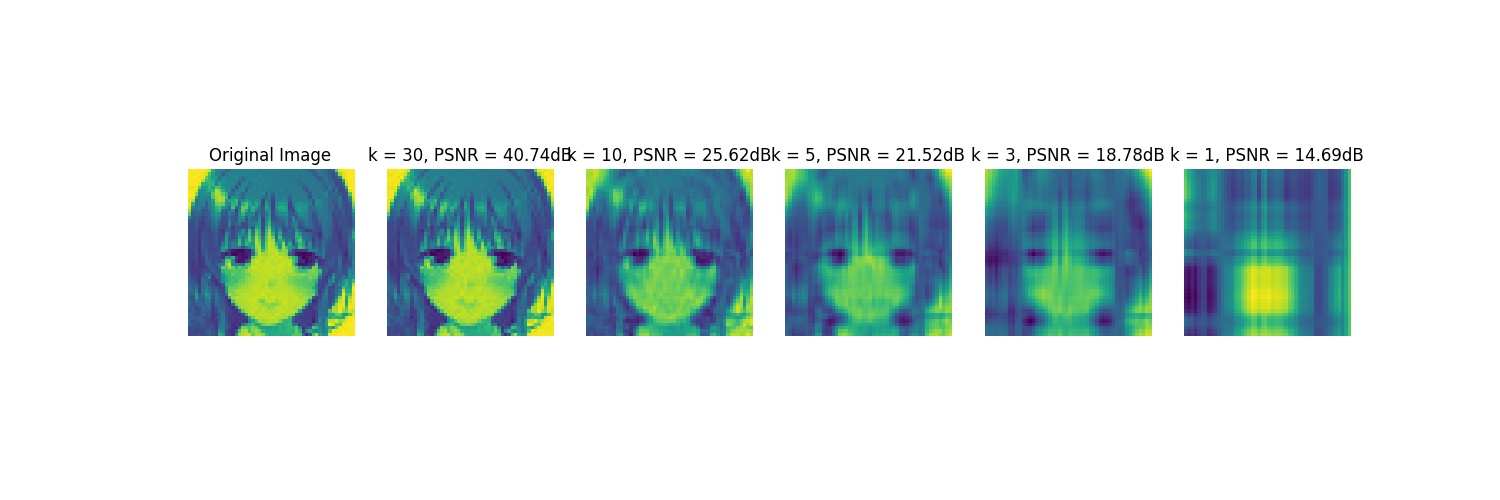 Original Image
k = 30, PSNR = 40.74dB
k = 10, PSNR = 25.62dB
k = 5, PSNR = 21.52dB
k = 3, PSNR = 18.78dB
k = 1, PSNR = 14.69dB